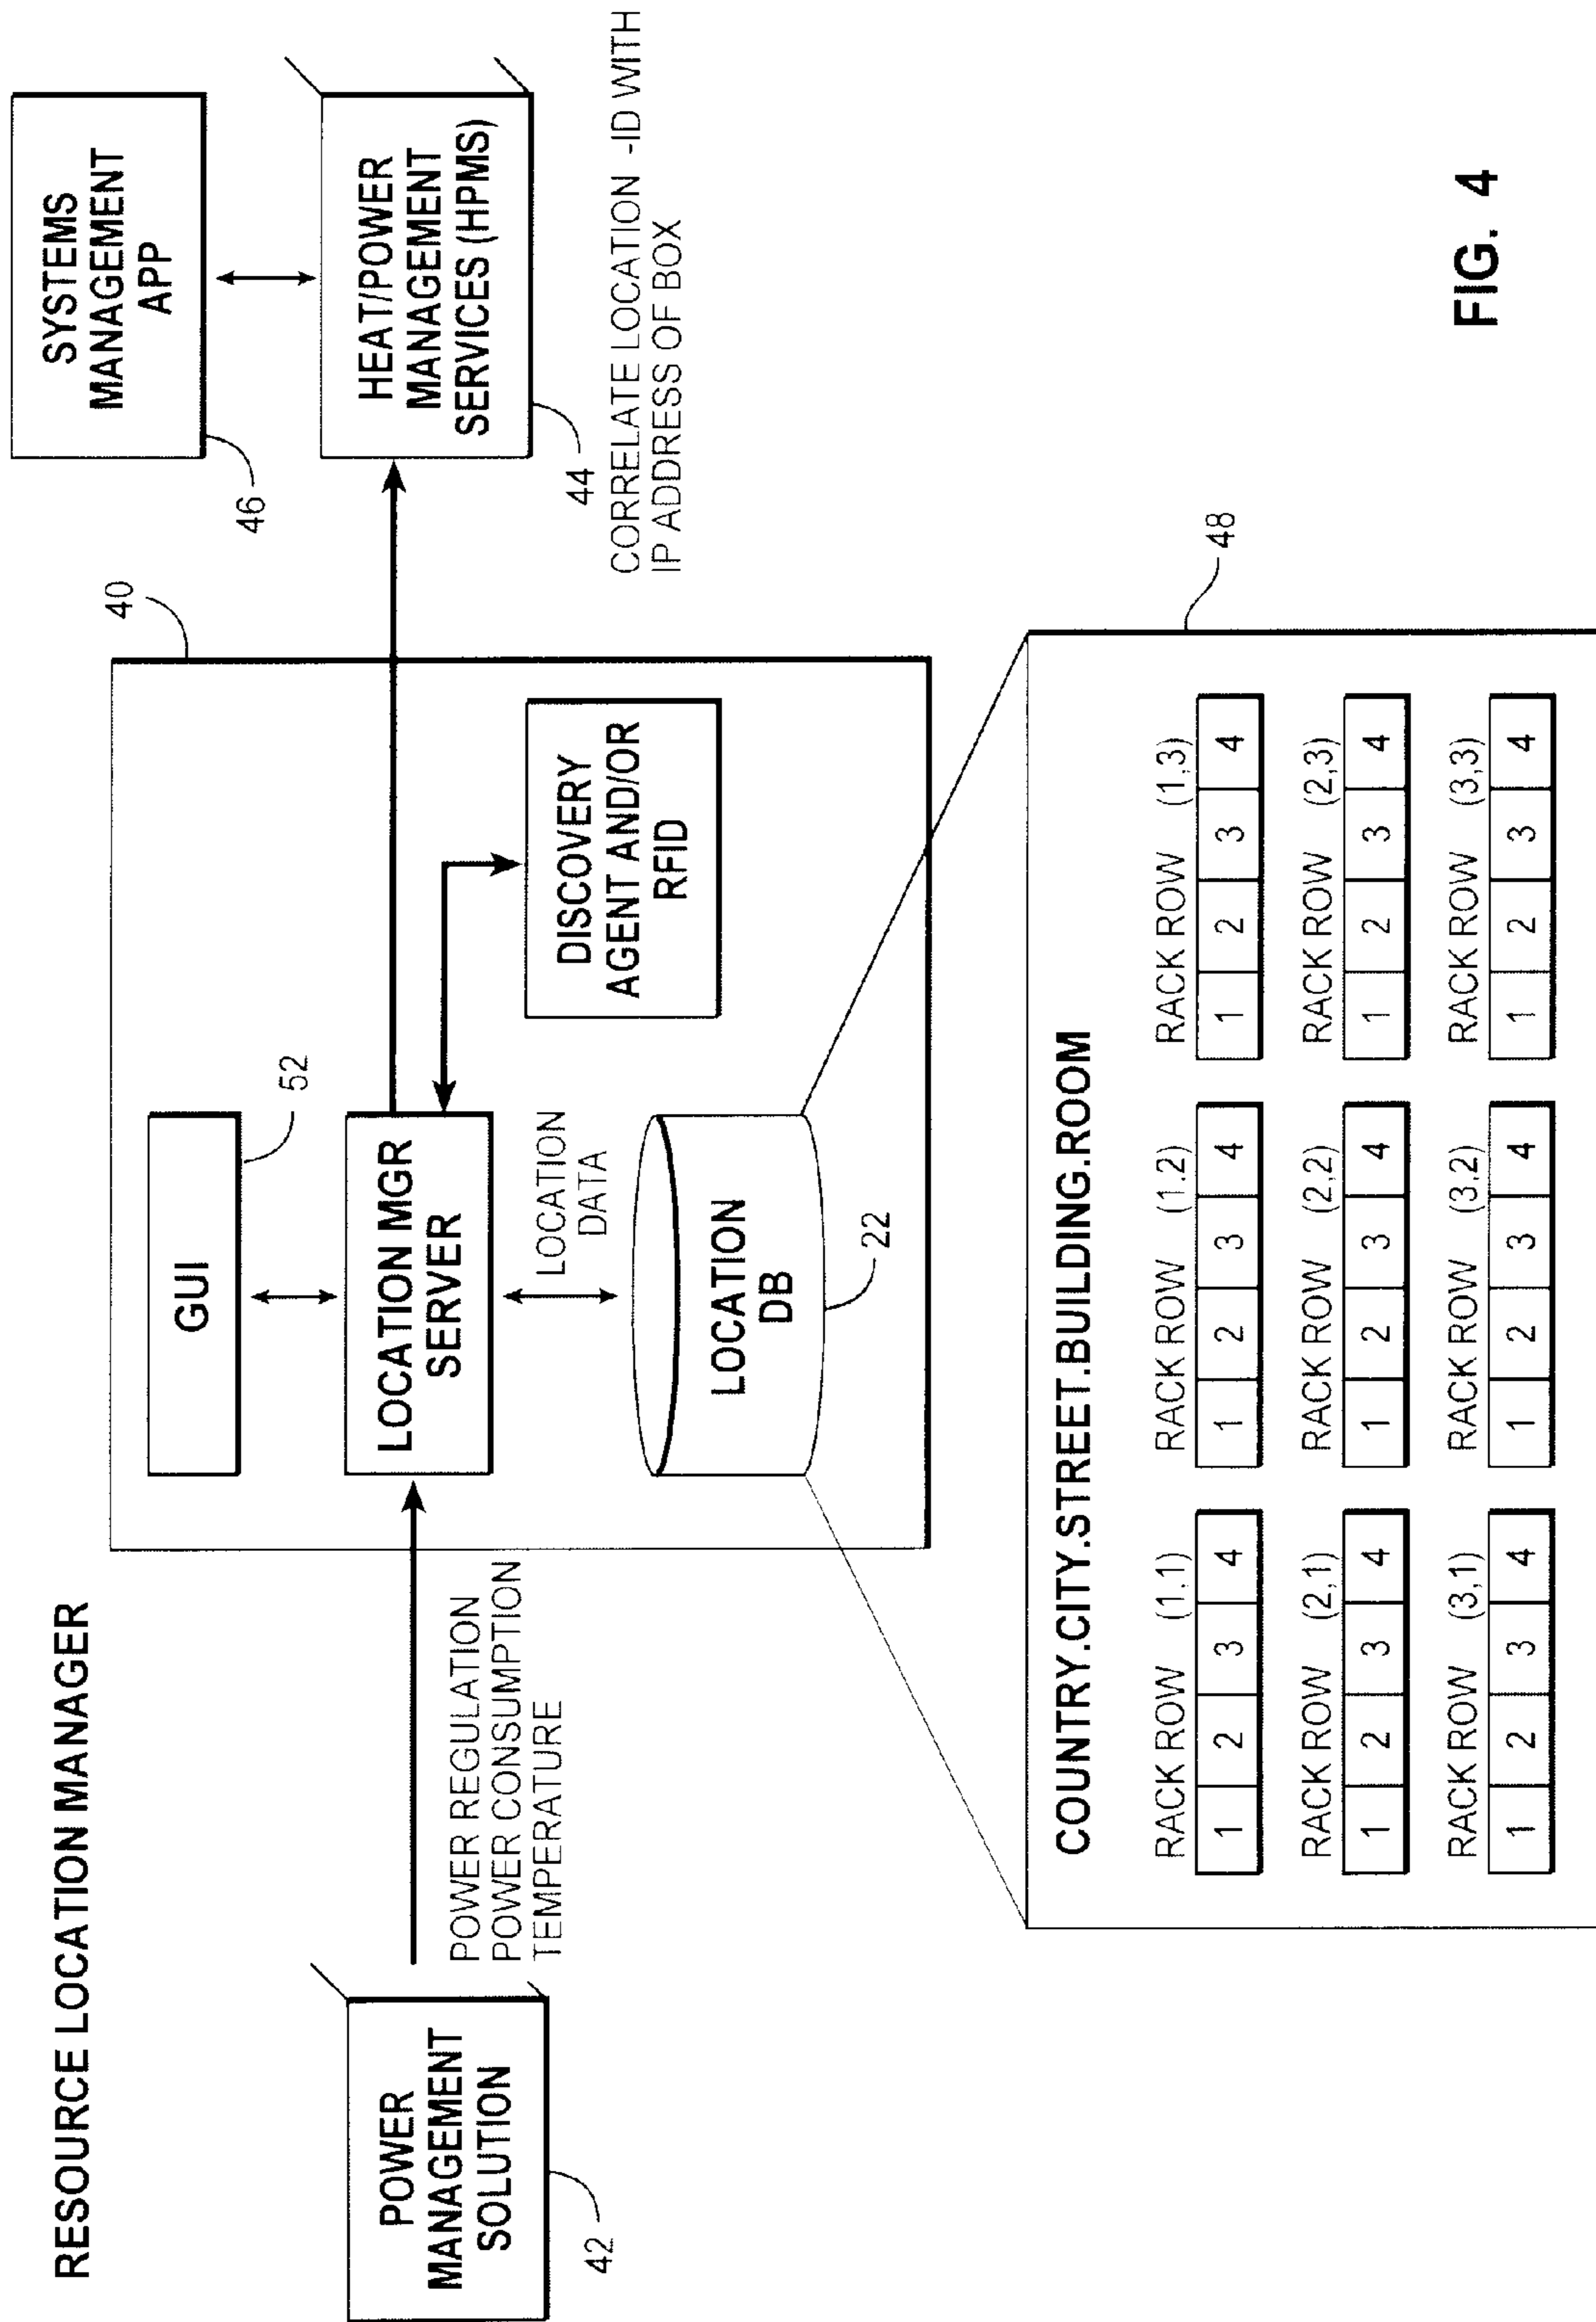 RESOURCE LOCATION MANAGER
POWER
MANAGEMENT
SOLUTION
42
POWER REGULATION
POWER CONSUMPTION
TEMPERATURE
40
GUI
52
LOCATION MGR
SERVER
LOCATION
DATA
LOCATION
DB
22
DISCOVERY
AGENT AND/OR
RFID
SYSTEMS
MANAGEMENT
APP
46
HEAT/POWER
MANAGEMENT
SERVICES (HPMS)
44
CORRELATE LOCATION -ID WITH
IP ADDRESS OF BOX
48
COUNTRY.CITY.STREET.BUILDING.ROOM
RACK ROW (1,1) RACK ROW (1,2) RACK ROW (1,3)
1 2 3 4 1 2 3 4 1 2 3 4
RACK ROW (2,1) RACK ROW (2,2) RACK ROW (2,3)
1 2 3 4 1 2 3 4 1 2 3 4
RACK ROW (3,1) RACK ROW (3,2) RACK ROW (3,3)
1 2 3 4 1 2 3 4 1 2 3 4
FIG. 4